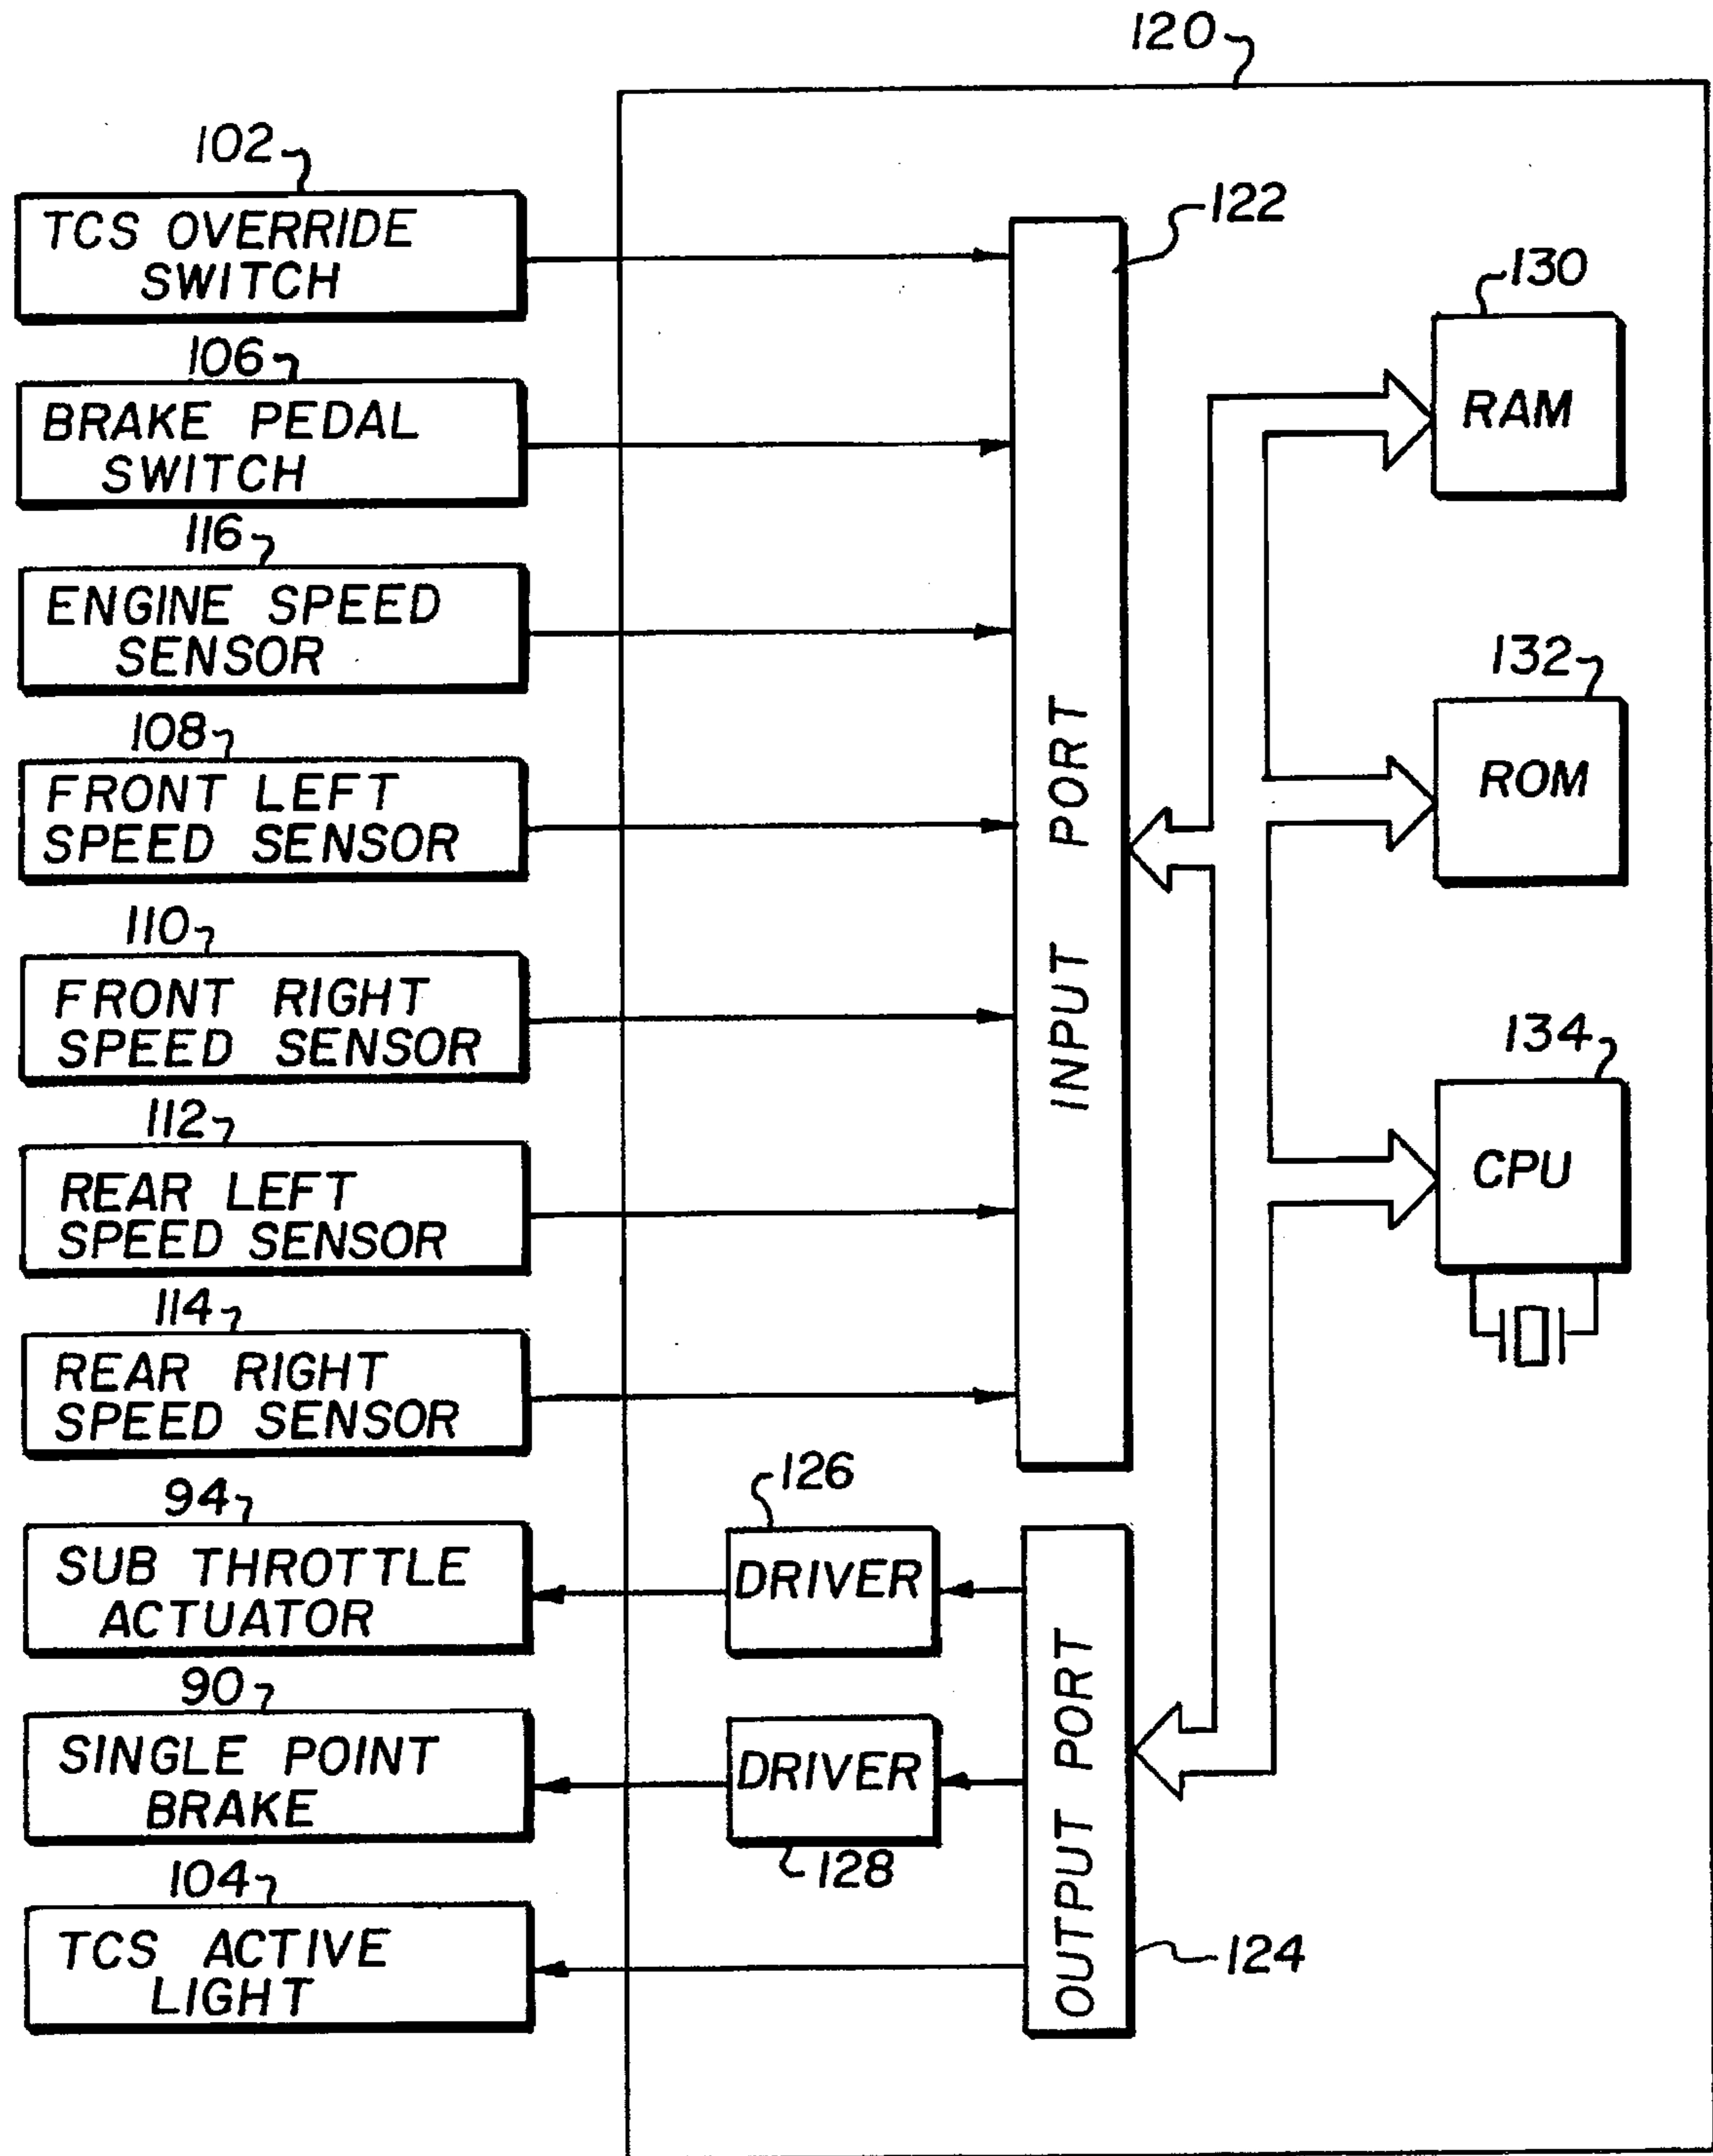 120
102
TCS OVERRIDE
SWITCH
122
130
RAM
106
BRAKE PEDAL
SWITCH
116
ENGINE SPEED
SENSOR
132
ROM
108
FRONT LEFT
SPEED SENSOR
INPUT PORT
110
FRONT RIGHT
SPEED SENSOR
134
CPU
112
REAR LEFT
SPEED SENSOR
114
REAR RIGHT
SPEED SENSOR
94
SUB THROTTLE
ACTUATOR
126
DRIVER
OUTPUT PORT
90
SINGLE POINT
BRAKE
DRIVER
128
104
TCS ACTIVE
LIGHT
124